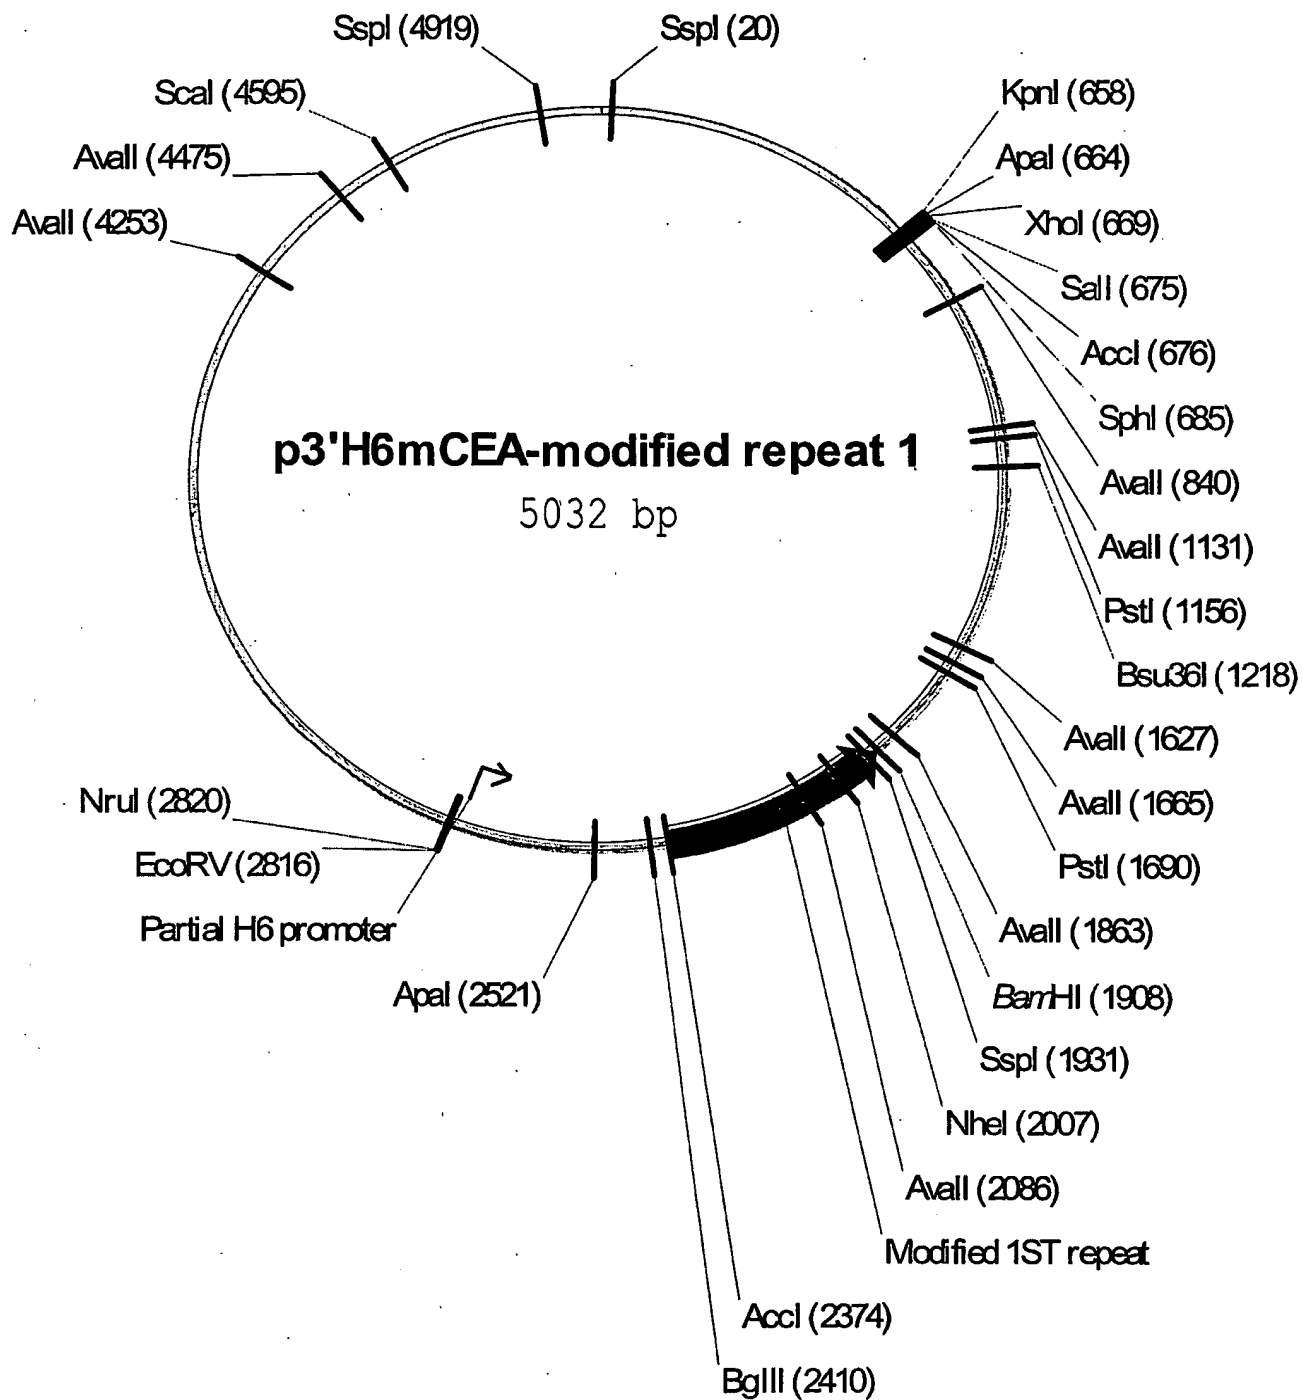 SspI (4919)
SspI (20)
ScaI (4595)
KpnI (658)
AvaII (4475)
ApaI (664)
AvaII (4253)
XhoI (669)
SalI (675)
AccI (676)
SphI (685)
p3'H6mCEA-modified repeat 1
5032 bp
AvaII (840)
AvaII (1131)
PstI (1156)
Bsu36I (1218)
AvaII (1627)
NruI (2820)
AvaII (1665)
EcoRV (2816)
PstI (1690)
Partial H6 promoter
AvaII (1863)
ApaI (2521)
BamHI (1908)
SspI (1931)
NheI (2007)
AvaII (2086)
Modified 1ST repeat
AccI (2374)
BglII (2410)